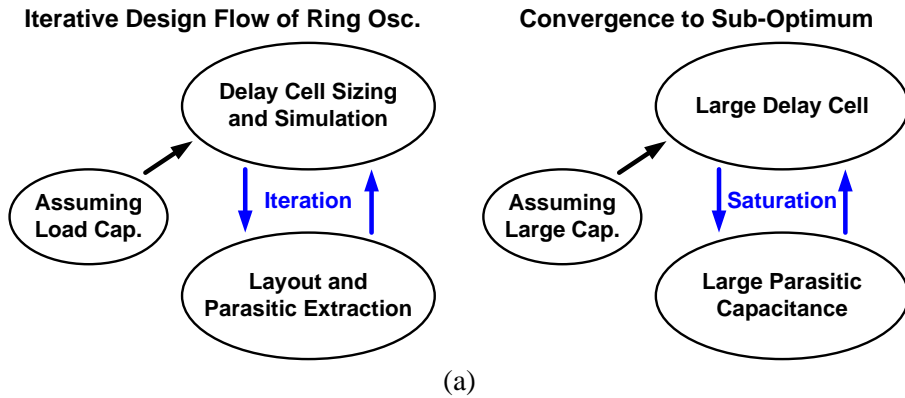 Iterative Design Flow of Ring Osc.
Delay Cell Sizing
and Simulation
Assuming
Load Cap.
Iteration
Layout and
Parasitic Extraction
Convergence to Sub-Optimum
Large Delay Cell
Assuming
Large Cap.
Saturation
Large Parasitic
Capacitance
(a)